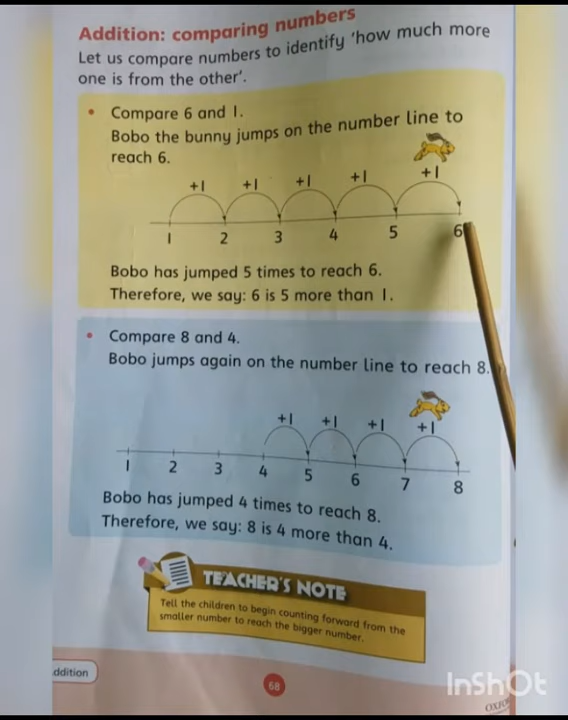 Addition: comparing numbers
Let us compare numbers to identify 'how much more
one is from the other'.
• Compare 6 and 1.
Bobo the bunny jumps on the number line to
reach 6.
+1 +1 +1 +1 +1
1 2 3 4 5 6
Bobo has jumped 5 times to reach 6.
Therefore, we say: 6 is 5 more than 1.
• Compare 8 and 4.
Bobo jumps again on the number line to reach 8.
+1 +1 +1 +1
1 2 3 4 5 6 7 8
Bobo has jumped 4 times to reach 8.
Therefore, we say: 8 is 4 more than 4.
TEACHER'S NOTE
Tell the children to begin counting forward from the
smaller number to reach the bigger number.
ddition
68
InShOt
OXFO